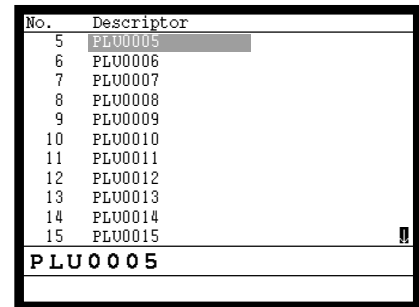 No. Descriptor
5 PLU0005
6 PLU0006
7 PLU0007
8 PLU0008
9 PLU0009
10 PLU0010
11 PLU0011
12 PLU0012
13 PLU0013
14 PLU0014
15 PLU0015
PLU0005